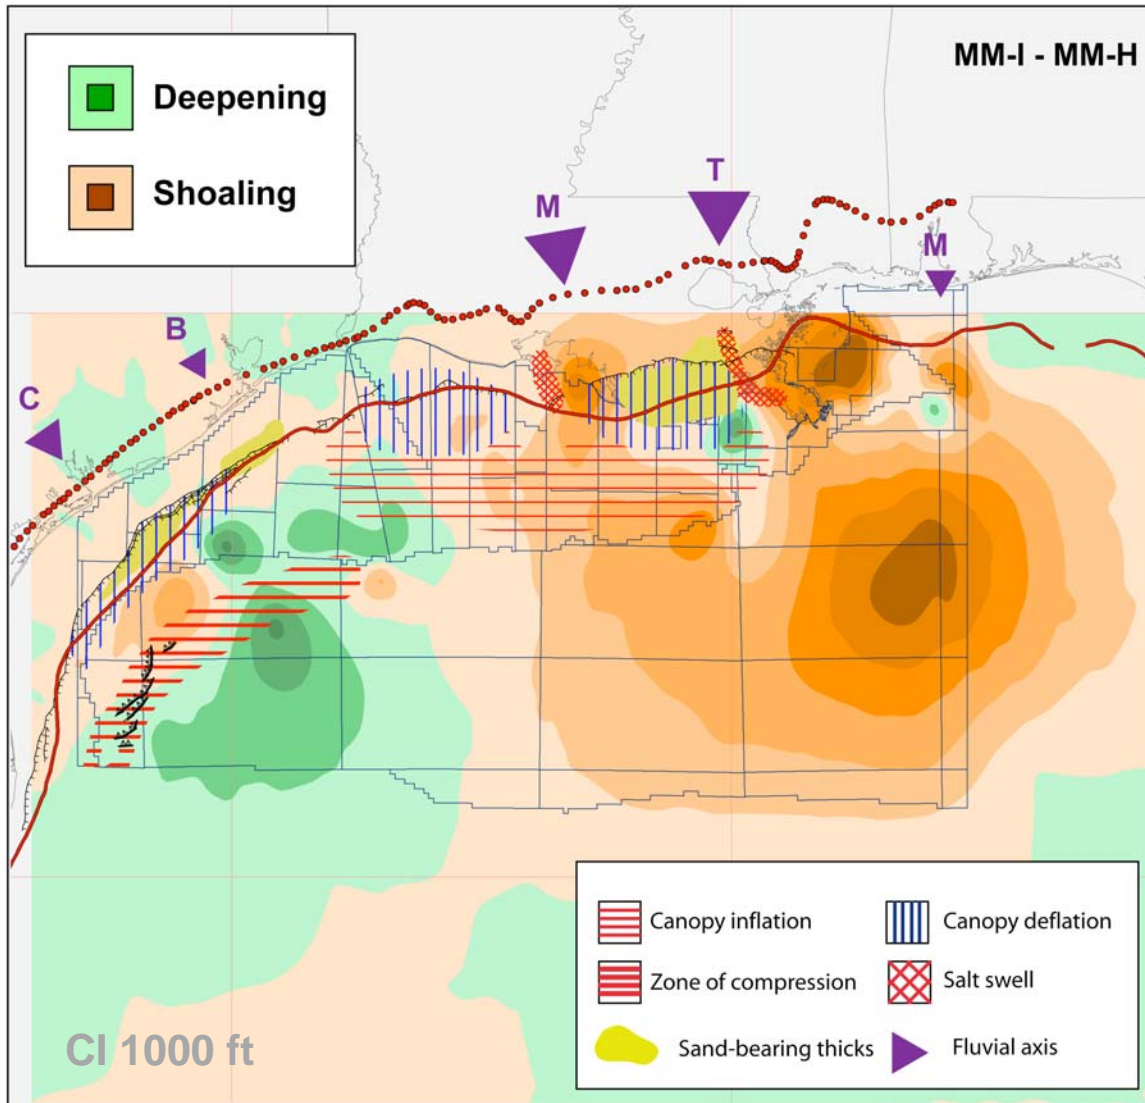 MM-I - MM-H
Deepening
Shoaling
T
M
M
B
C
Canopy inflation
Canopy deflation
Zone of compression
Salt swell
Sand-bearing thicks
Fluvial axis
CI 1000 ft